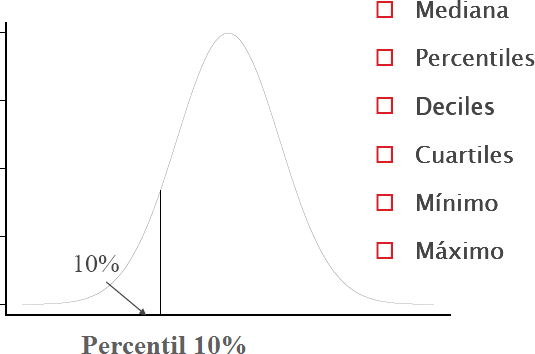 Mediana
Percentiles
Deciles
Cuartiles
Mínimo
Máximo
10%
Percentil 10%